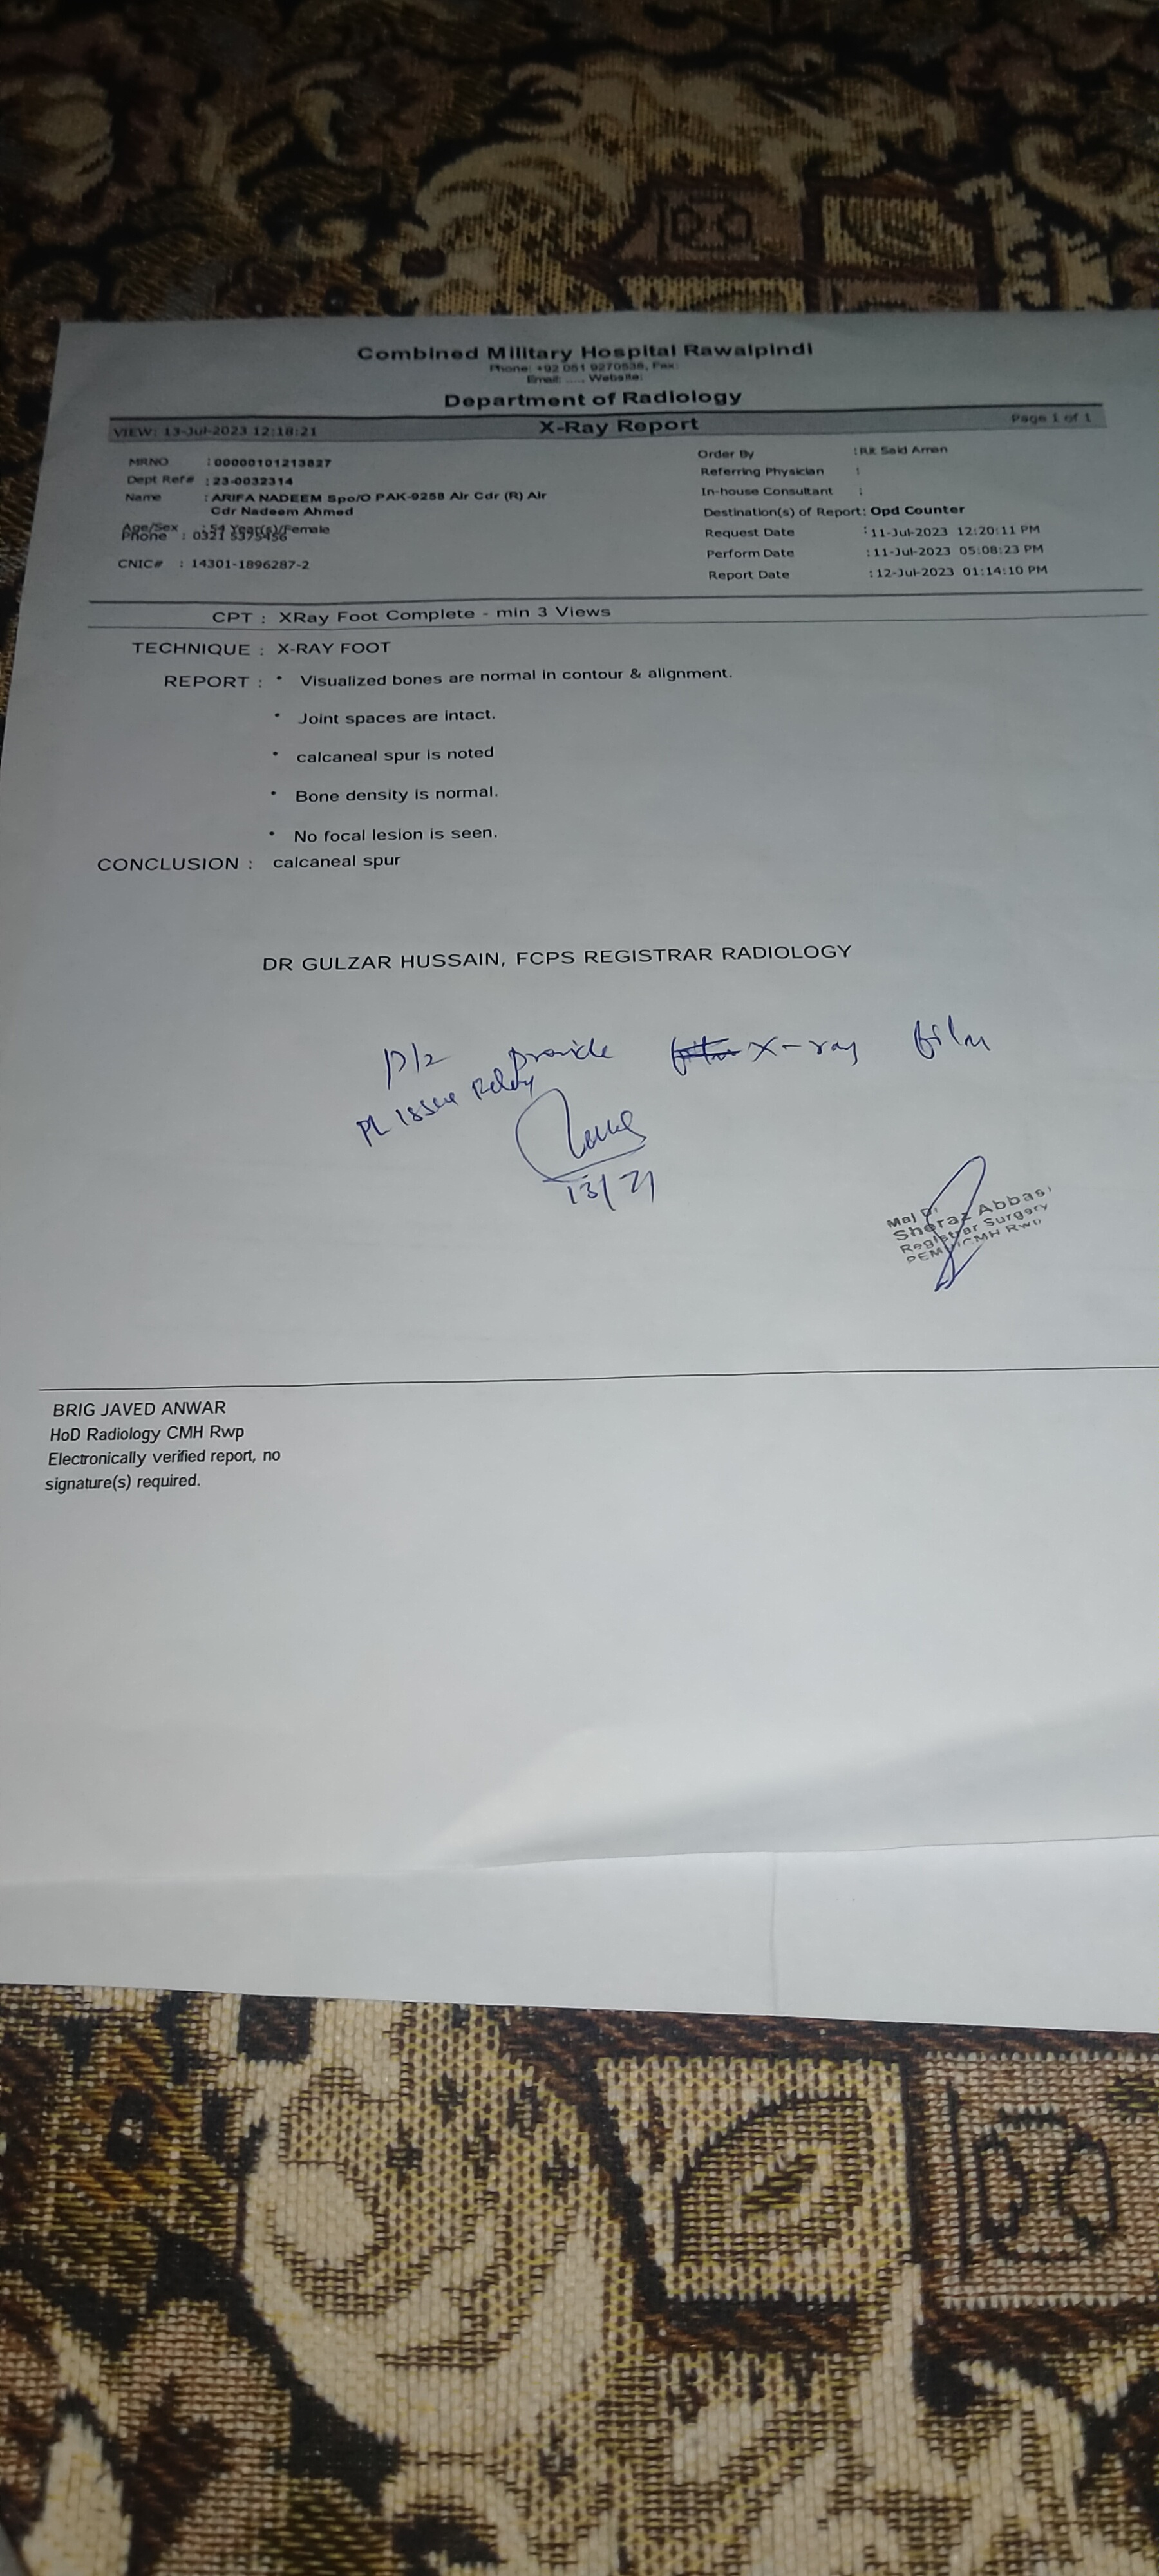 Combined Military Hospital Rawalpindi
Phone: +92 051 9270538, Fax:
Email: ...., Website:
Department of Radiology
VIEW: 13-Jul-2023 12:18:21 X-Ray Report Page 1 of 1
MRNO : 00000101213827
Dept Ref# : 23-0032314
Name : ARIFA NADEEM Spo/O PAK-9258 Air Cdr (R) Air
Cdr Nadeem Ahmed
Age/Sex : 54 Year(s)/Female
Phone : 0321 5375456
CNIC# : 14301-1896287-2
Order By : Said
Referring Physician :
In-house Consultant :
Destination(s) of Report: Opd Counter
Request Date : 11-Jul-2023 12:20:11 PM
Perform Date : 11-Jul-2023 05:08:23 PM
Report Date : 12-Jul-2023 01:14:10 PM
CPT : XRay Foot Complete - min 3 Views
TECHNIQUE : X-RAY FOOT
REPORT : • Visualized bones are normal in contour & alignment.
• Joint spaces are intact.
• calcaneal spur is noted
• Bone density is normal.
• No focal lesion is seen.
CONCLUSION : calcaneal spur
DR GULZAR HUSSAIN, FCPS REGISTRAR RADIOLOGY
Plz provide X-ray film
Pl issue
13/7
Maj Dr
Sheraz Abbasi
Registrar Surgery
CMH Rwp
BRIG JAVED ANWAR
HoD Radiology CMH Rwp
Electronically verified report, no
signature(s) required.